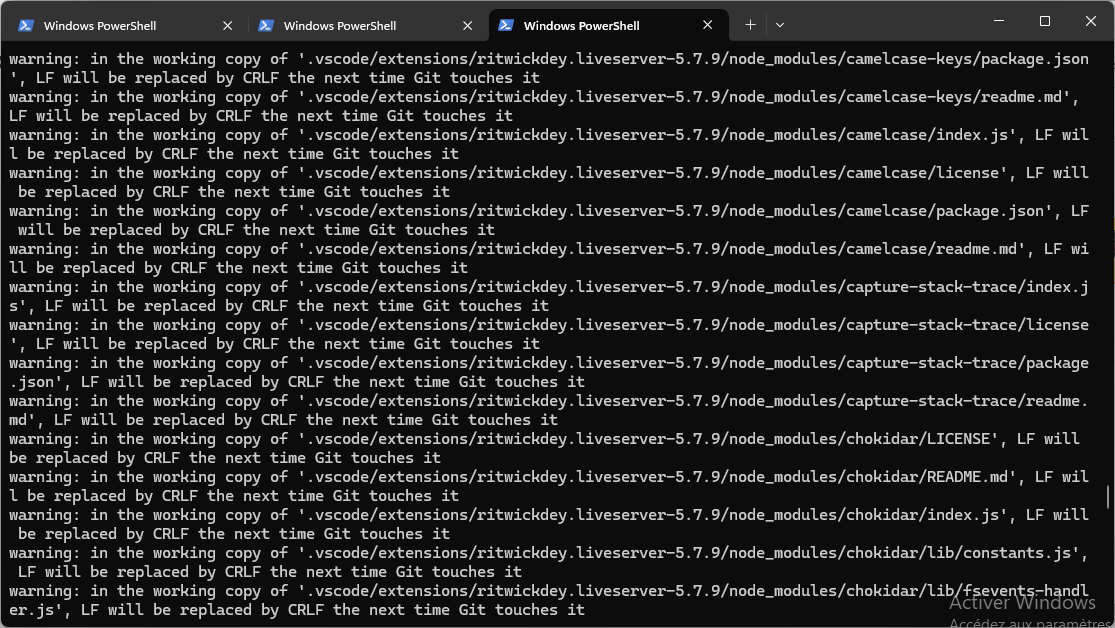 Windows PowerShell
Windows PowerShell
Windows PowerShell
warning: in the working copy of '.vscode/extensions/ritwickdey.liveserver-5.7.9/node_modules/camelcase-keys/package.json
', LF will be replaced by CRLF the next time Git touches it
warning: in the working copy of '.vscode/extensions/ritwickdey.liveserver-5.7.9/node_modules/camelcase-keys/readme.md',
LF will be replaced by CRLF the next time Git touches it
warning: in the working copy of '.vscode/extensions/ritwickdey.liveserver-5.7.9/node_modules/camelcase/index.js', LF wil
l be replaced by CRLF the next time Git touches it
warning: in the working copy of '.vscode/extensions/ritwickdey.liveserver-5.7.9/node_modules/camelcase/license', LF will
be replaced by CRLF the next time Git touches it
warning: in the working copy of '.vscode/extensions/ritwickdey.liveserver-5.7.9/node_modules/camelcase/package.json', LF
will be replaced by CRLF the next time Git touches it
warning: in the working copy of '.vscode/extensions/ritwickdey.liveserver-5.7.9/node_modules/camelcase/readme.md', LF wi
ll be replaced by CRLF the next time Git touches it
warning: in the working copy of '.vscode/extensions/ritwickdey.liveserver-5.7.9/node_modules/capture-stack-trace/index.j
s', LF will be replaced by CRLF the next time Git touches it
warning: in the working copy of '.vscode/extensions/ritwickdey.liveserver-5.7.9/node_modules/capture-stack-trace/license
', LF will be replaced by CRLF the next time Git touches it
warning: in the working copy of '.vscode/extensions/ritwickdey.liveserver-5.7.9/node_modules/capture-stack-trace/package
.json', LF will be replaced by CRLF the next time Git touches it
warning: in the working copy of '.vscode/extensions/ritwickdey.liveserver-5.7.9/node_modules/capture-stack-trace/readme.
md', LF will be replaced by CRLF the next time Git touches it
warning: in the working copy of '.vscode/extensions/ritwickdey.liveserver-5.7.9/node_modules/chokidar/LICENSE', LF will
be replaced by CRLF the next time Git touches it
warning: in the working copy of '.vscode/extensions/ritwickdey.liveserver-5.7.9/node_modules/chokidar/README.md', LF wil
l be replaced by CRLF the next time Git touches it
warning: in the working copy of '.vscode/extensions/ritwickdey.liveserver-5.7.9/node_modules/chokidar/index.js', LF will
be replaced by CRLF the next time Git touches it
warning: in the working copy of '.vscode/extensions/ritwickdey.liveserver-5.7.9/node_modules/chokidar/lib/constants.js',
LF will be replaced by CRLF the next time Git touches it
warning: in the working copy of '.vscode/extensions/ritwickdey.liveserver-5.7.9/node_modules/chokidar/lib/fsevents-handl
er.js', LF will be replaced by CRLF the next time Git touches it
Activer Windows
Accédez aux paramètres